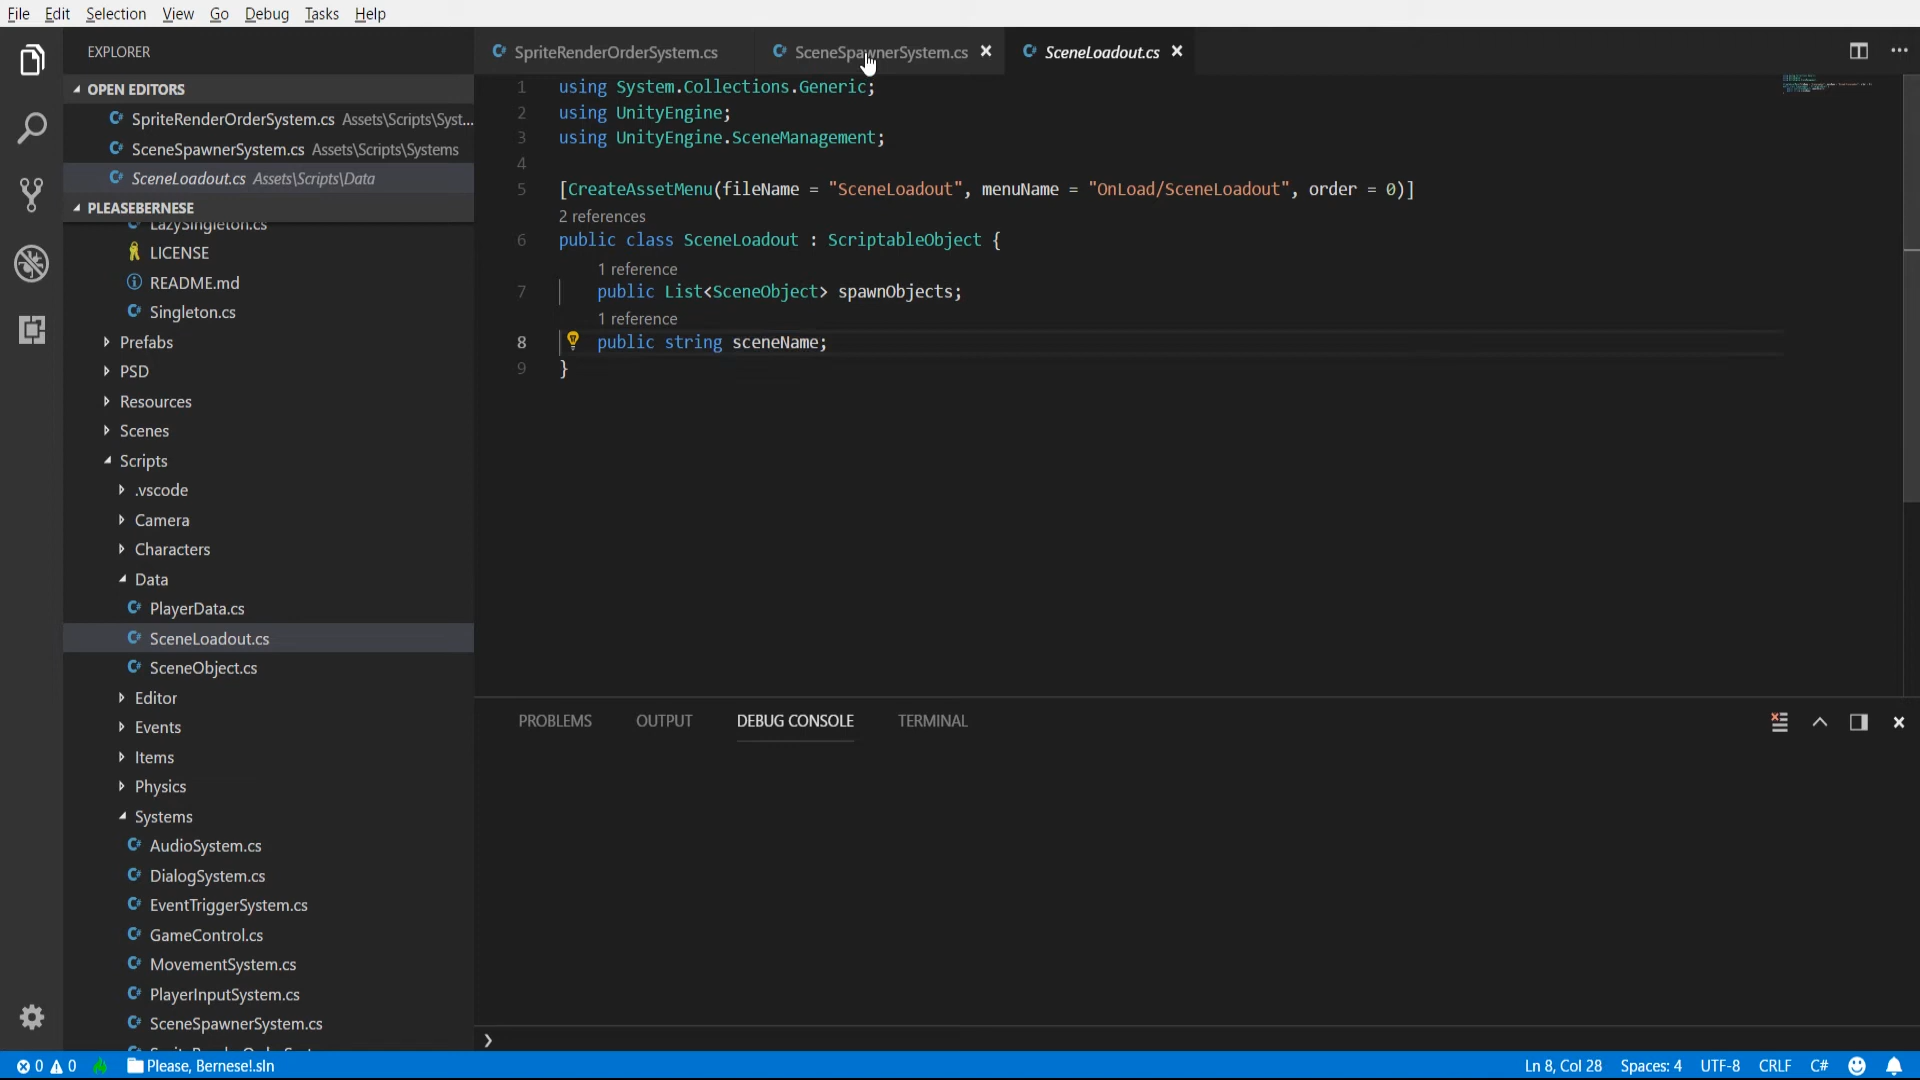 File Edit Selection View Go Debug Tasks Help
EXPLORER
OPEN EDITORS
SpriteRenderOrderSystem.cs Assets\Scripts\Syst...
SceneSpawnerSystem.cs Assets\Scripts\Systems
SceneLoadout.cs Assets\Scripts\Data
PLEASEBERNESE
LazySingleton.cs
LICENSE
README.md
Singleton.cs
Prefabs
PSD
Resources
Scenes
Scripts
.vscode
Camera
Characters
Data
PlayerData.cs
SceneLoadout.cs
SceneObject.cs
Editor
Events
Items
Physics
Systems
AudioSystem.cs
DialogSystem.cs
EventTriggerSystem.cs
GameControl.cs
MovementSystem.cs
PlayerInputSystem.cs
SceneSpawnerSystem.cs
SpriteRenderOrderSystem.cs SceneSpawnerSystem.cs SceneLoadout.cs
1 using System.Collections.Generic;
2 using UnityEngine;
3 using UnityEngine.SceneManagement;
4
5 [CreateAssetMenu(fileName = "SceneLoadout", menuName = "OnLoad/SceneLoadout", order = 0)]
2 references
6 public class SceneLoadout : ScriptableObject {
1 reference
7 public List<SceneObject> spawnObjects;
1 reference
8 public string sceneName;
9 }
PROBLEMS OUTPUT DEBUG CONSOLE TERMINAL
0 0 Please, Bernese!.sln Ln 8, Col 28 Spaces: 4 UTF-8 CRLF C#